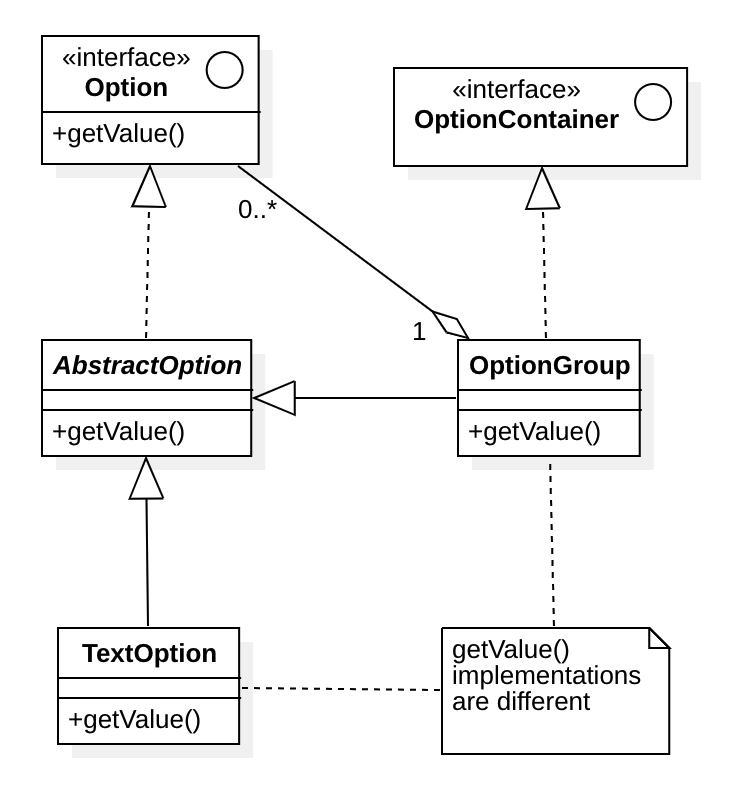 «interface»
Option
+getValue()
«interface»
OptionContainer
0..*
1
AbstractOption
+getValue()
OptionGroup
+getValue()
TextOption
+getValue()
getValue()
implementations
are different